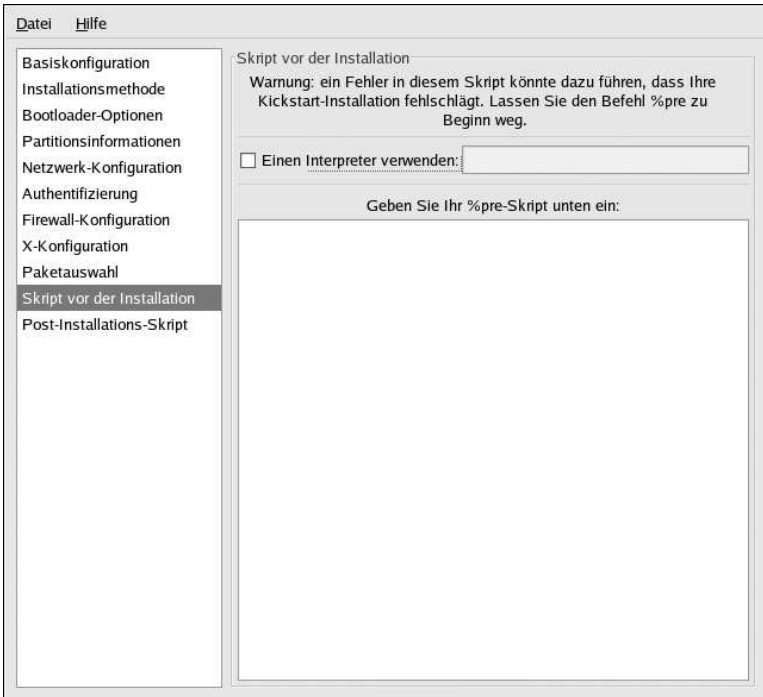 Datei Hilfe
Basiskonfiguration
Installationsmethode
Bootloader-Optionen
Partitionsinformationen
Netzwerk-Konfiguration
Authentifizierung
Firewall-Konfiguration
X-Konfiguration
Paketauswahl
Skript vor der Installation
Post-Installations-Skript
Skript vor der Installation
Warnung: ein Fehler in diesem Skript könnte dazu führen, dass Ihre
Kickstart-Installation fehlschlägt. Lassen Sie den Befehl %pre zu
Beginn weg.
Einen Interpreter verwenden:
Geben Sie Ihr %pre-Skript unten ein: